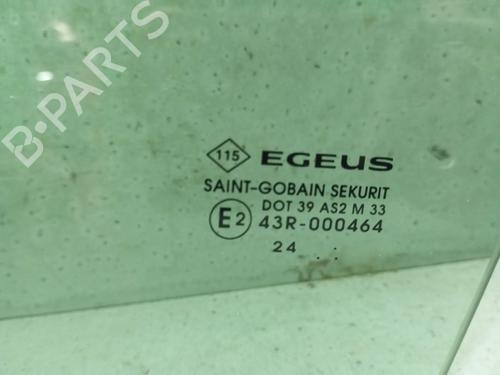 B-PARTS
115 EGEUS
SAINT-GOBAIN SEKURIT
DOT 39 AS2 M 33
E2 43R-000464
24 . :